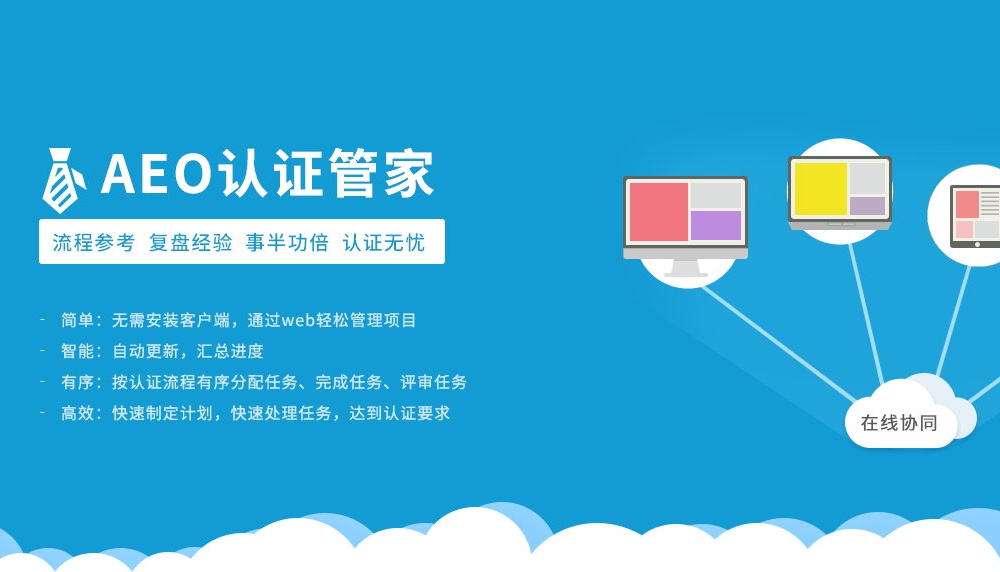 AEO认证管家
流程参考 复盘经验 事半功倍 认证无忧
- 简单：无需安装客户端，通过web轻松管理项目
- 智能：自动更新，汇总进度
- 有序：按认证流程有序分配任务、完成任务、评审任务
- 高效：快速制定计划，快速处理任务，达到认证要求
在线协同